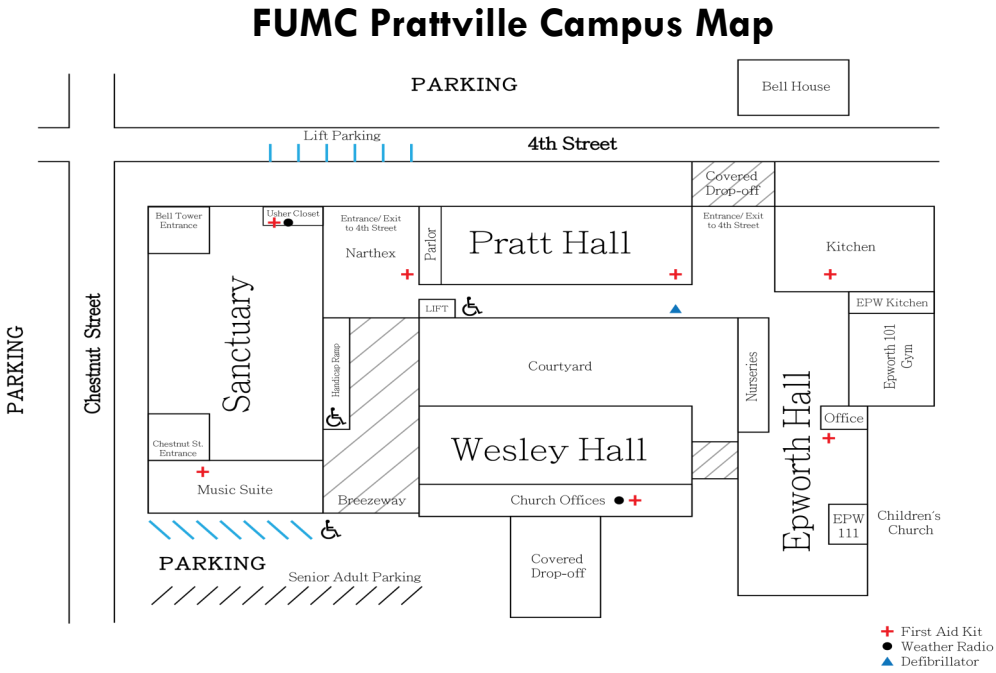 FUMC Prattville Campus Map
PARKING
Bell House
Lift Parking
4th Street
Covered
Drop-off
Bell Tower
Entrance
Usher Closet
Entrance/ Exit
to 4th Street
Narthex
Parlor
Pratt Hall
Entrance/Exit
to 4th Street
Kitchen
LIFT
EPW Kitchen
Epworth 101
Gym
PARKING
Chestnut Street
Sanctuary
Handicap Ramp
Courtyard
Nurseries
Epworth Hall
Office
Chestnut St.
Entrance
Wesley Hall
Music Suite
Breezeway
Church Offices
EPW
111
Children's
Church
PARKING
Senior Adult Parking
Covered
Drop-off
First Aid Kit
Weather Radio
Defibrillator